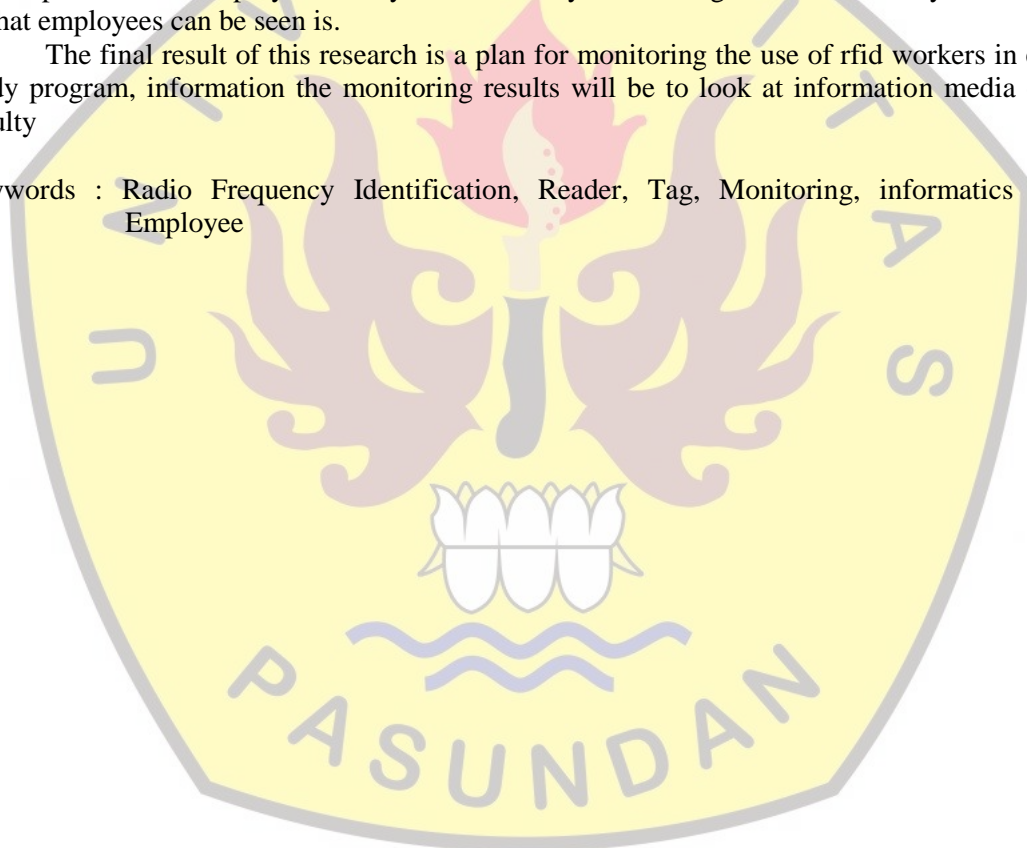 hat employees can be seen is.
The final result of this research is a plan for monitoring the use of rfid workers in
dy program, information the monitoring results will be to look at information media
ulty
ywords : Radio Frequency Identification, Reader, Tag, Monitoring, informatics
Employee
U N I
I T A S
PASUNDAN